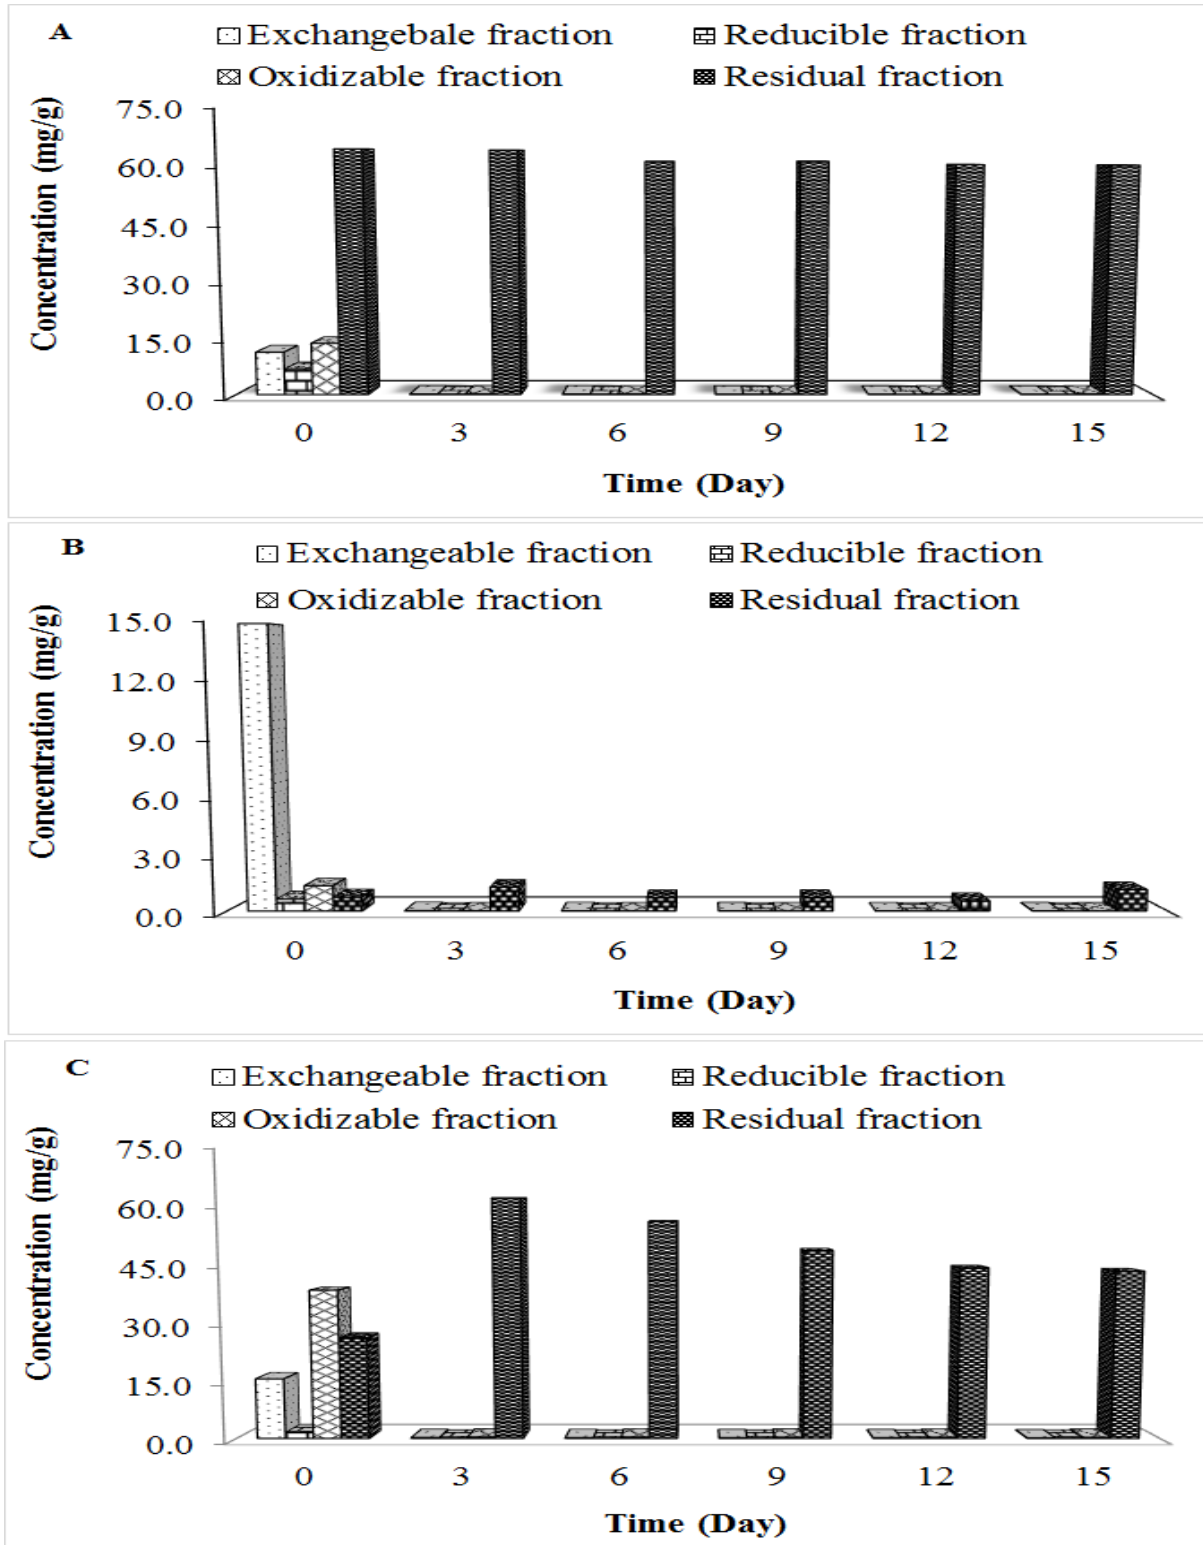 A
Exchangebale fraction Reducible fraction
Oxidizable fraction Residual fraction
Concentration (mg/g)
75.0
60.0
45.0
30.0
15.0
0.0
0 3 6 9 12 15
Time (Day)
B
Exchangeable fraction Reducible fraction
Oxidizable fraction Residual fraction
Concentration (mg/g)
15.0
12.0
9.0
6.0
3.0
0.0
0 3 6 9 12 15
Time (Day)
C
Exchangeable fraction Reducible fraction
Oxidizable fraction Residual fraction
Concentration (mg/g)
75.0
60.0
45.0
30.0
15.0
0.0
0 3 6 9 12 15
Time (Day)